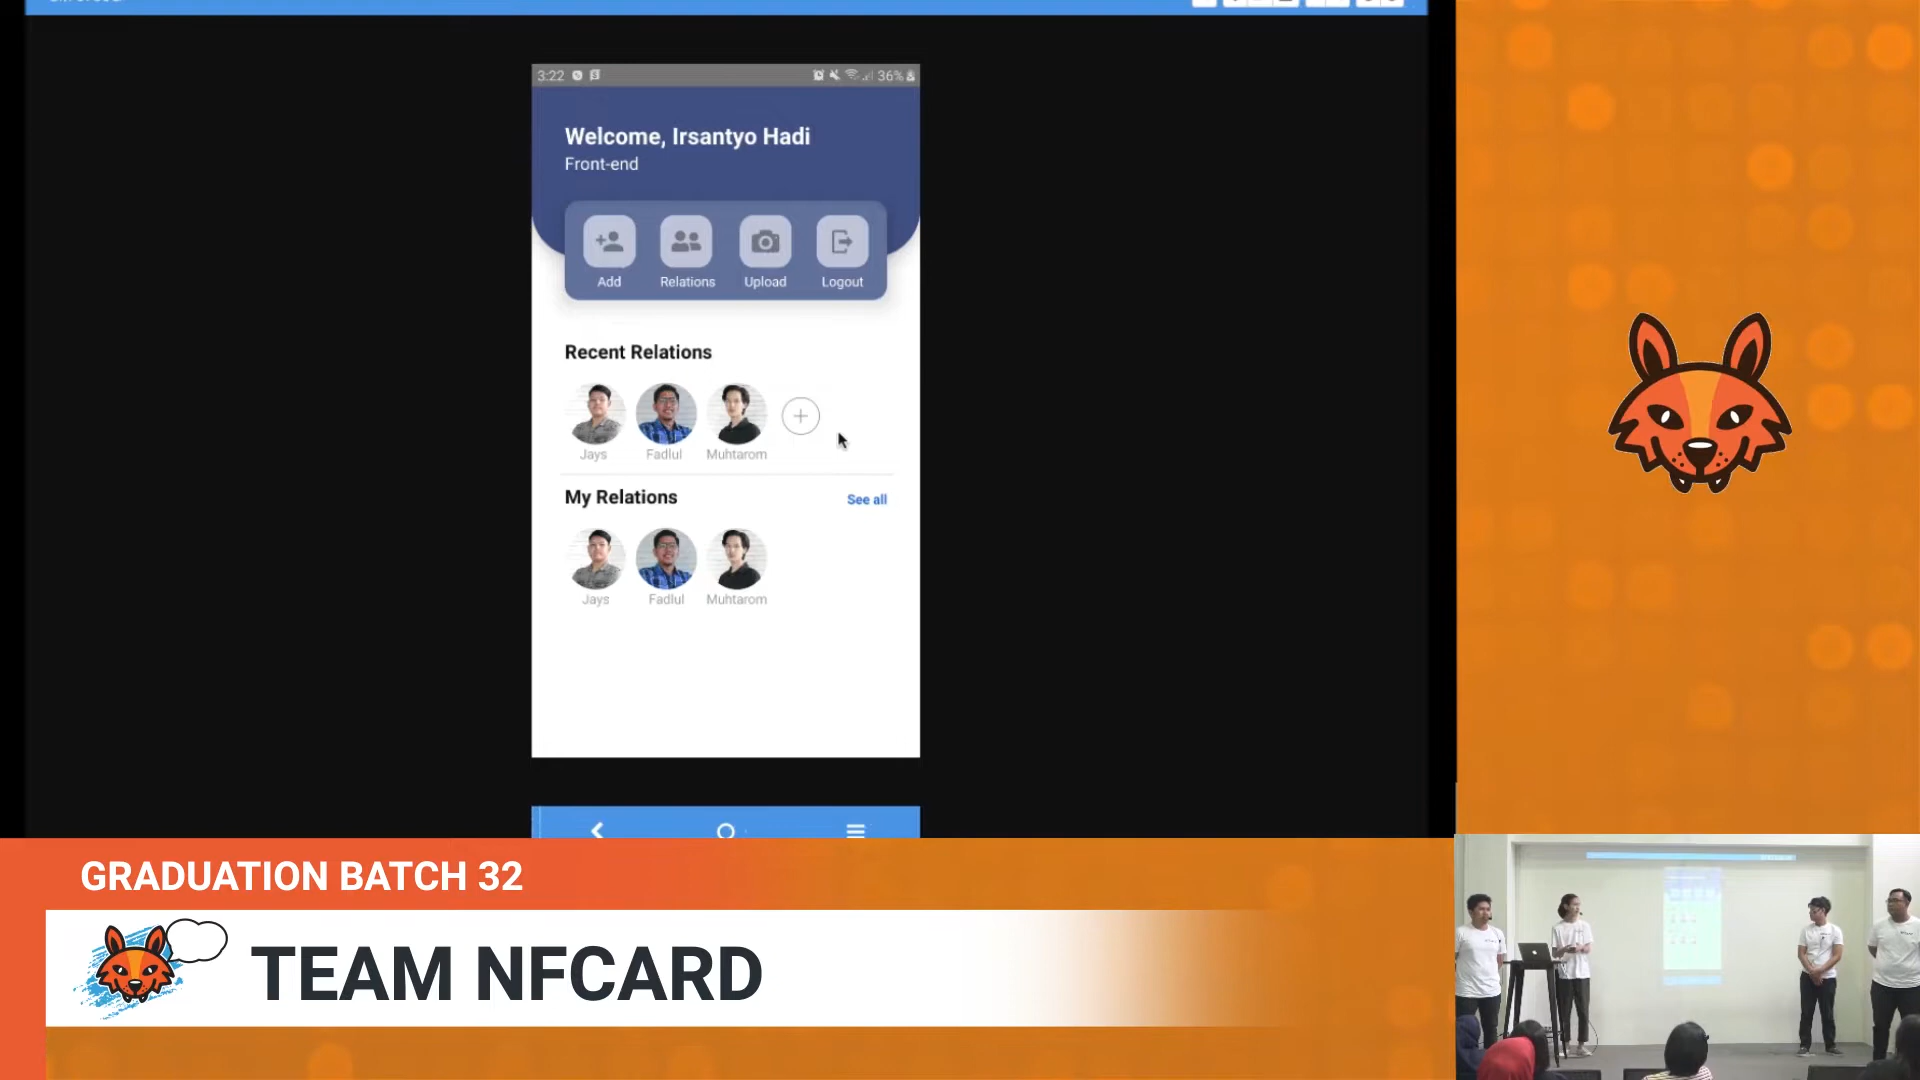 3:22
36%
Welcome, Irsantyo Hadi
Front-end
Add Relations Upload Logout
Recent Relations
Jays Fadlul Muhtarom
My Relations See all
Jays Fadlul Muhtarom
GRADUATION BATCH 32
TEAM NFCARD